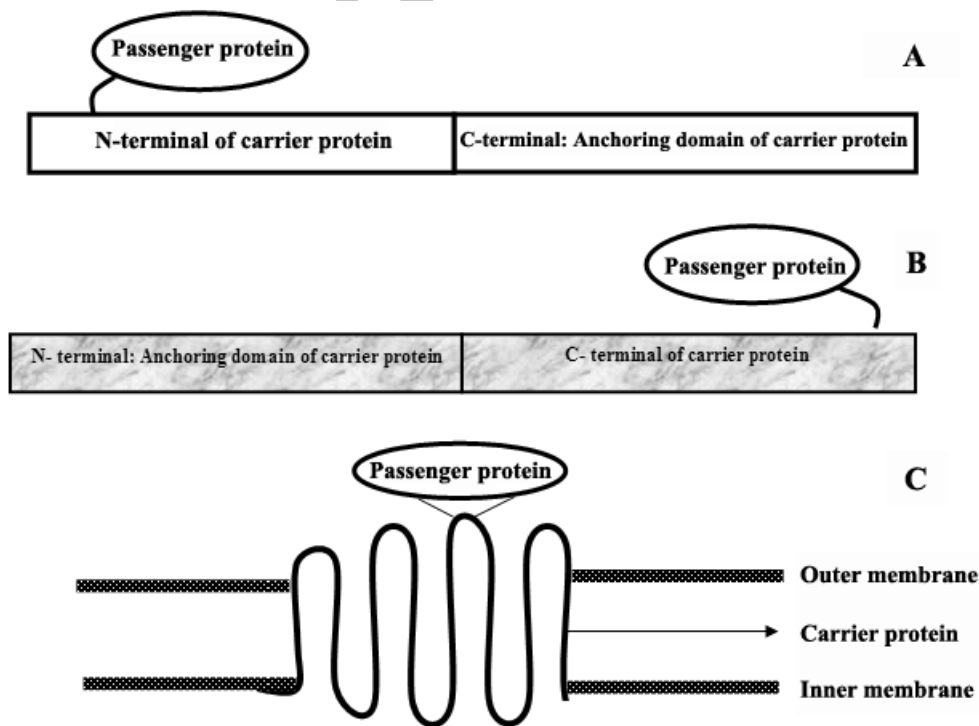 Passenger protein
A
N-terminal of carrier protein
C-terminal: Anchoring domain of carrier protein
Passenger protein
B
N- terminal: Anchoring domain of carrier protein
C- terminal of carrier protein
Passenger protein
C
Outer membrane
Carrier protein
Inner membrane